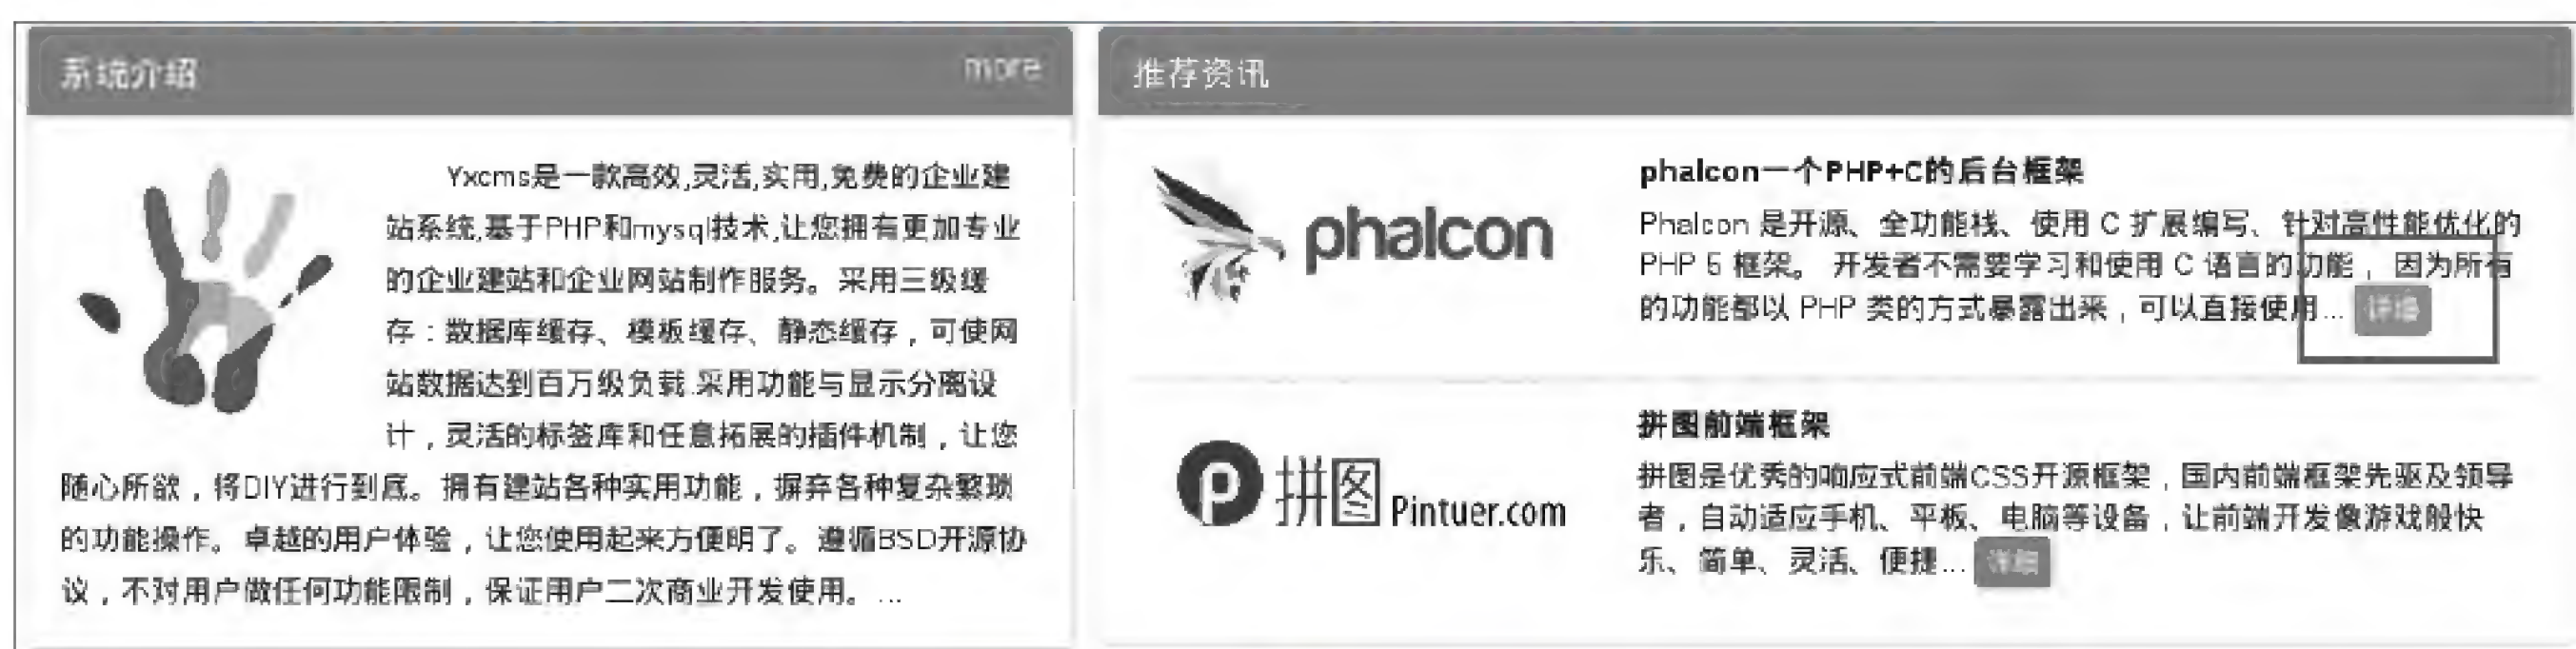 系统介绍 more
Yxcms是一款高效,灵活,实用,免费的企业建
站系统,基于PHP和mysql技术,让您拥有更加专业
的企业建站和企业网站制作服务。采用三级缓
存：数据库缓存、模板缓存、静态缓存，可使网
站数据达到百万级负载.采用功能与显示分离设
计，灵活的标签库和任意拓展的插件机制，让您
随心所欲，将DIY进行到底。拥有建站各种实用功能，摒弃各种复杂繁琐
的功能操作。卓越的用户体验，让您使用起来方便明了。遵循BSD开源协
议，不对用户做任何功能限制，保证用户二次商业开发使用。...
推荐资讯
phalcon
phalcon一个PHP+C的后台框架
Phalcon 是开源、全功能栈、使用 C 扩展编写、针对高性能优化的
PHP 5 框架。 开发者不需要学习和使用 C 语言的功能， 因为所有
的功能都以 PHP 类的方式暴露出来，可以直接使用... 详细
拼图 Pintuer.com
拼图前端框架
拼图是优秀的响应式前端CSS开源框架，国内前端框架先驱及领导
者，自动适应手机、平板、电脑等设备，让前端开发像游戏般快
乐、简单、灵活、便捷... 详细